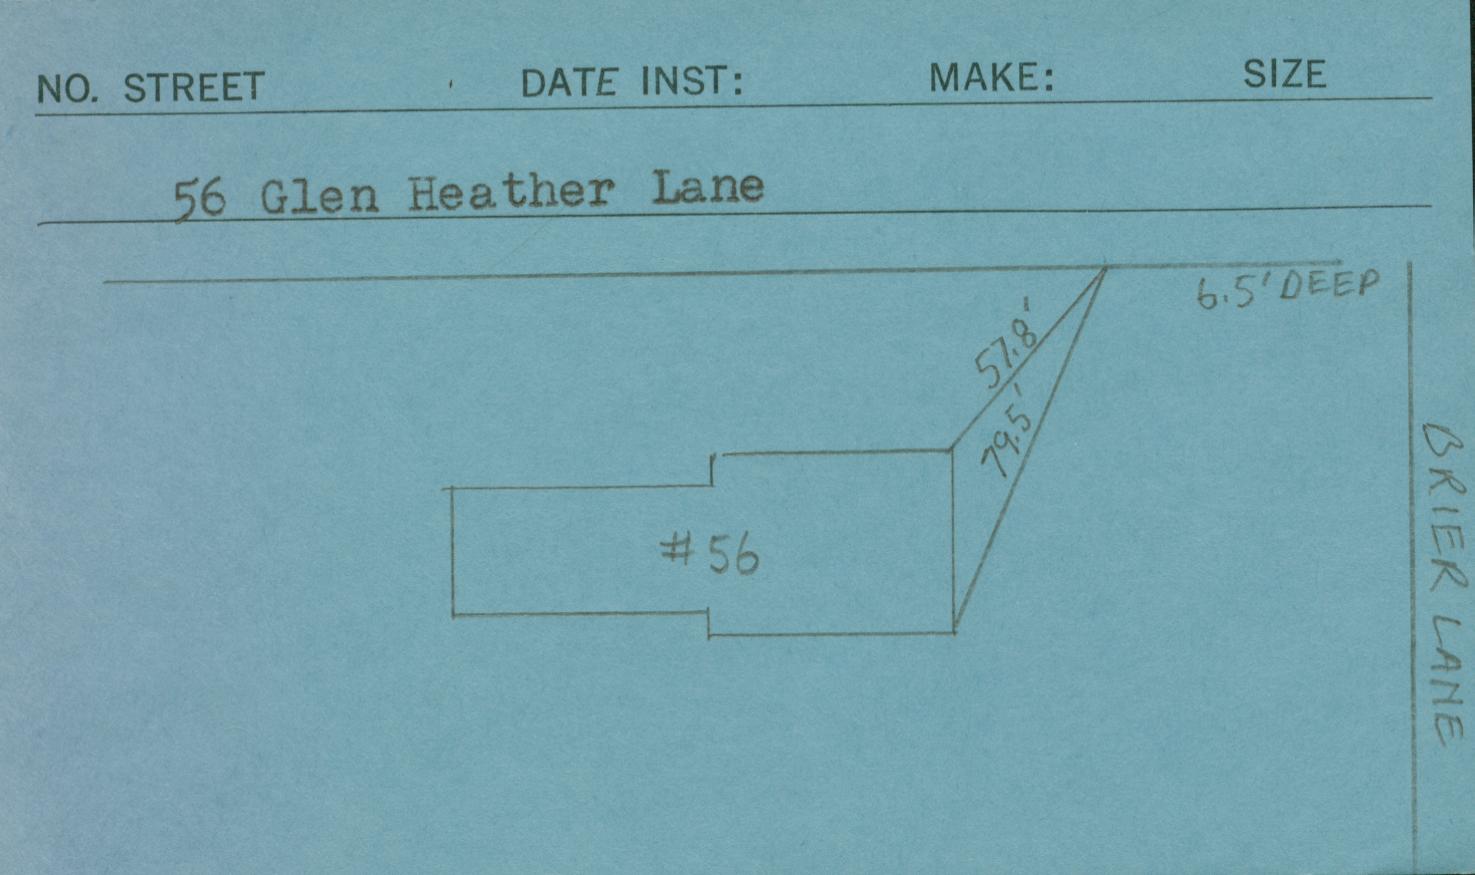 NO. STREET DATE INST: MAKE: SIZE
56 Glen Heather Lane
6.5' DEEP
57.8'
79.5'
#56
BRIER LANE